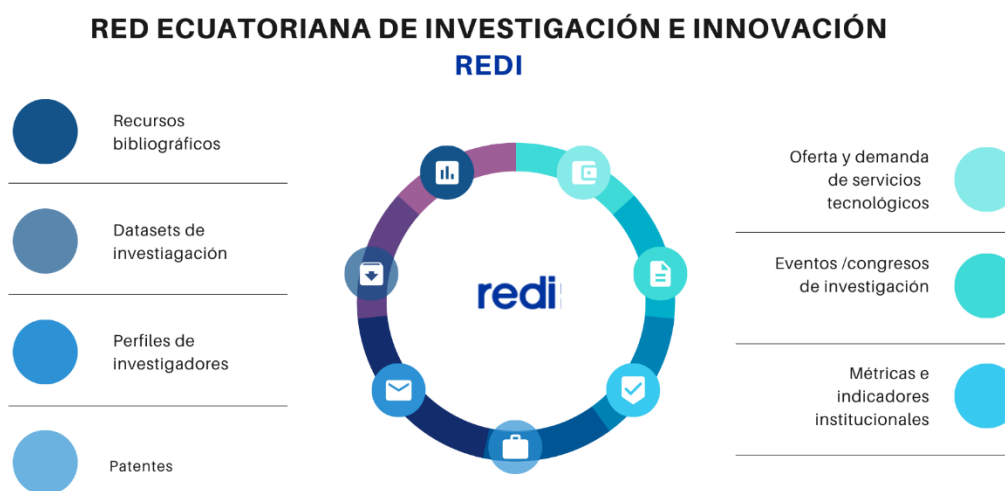 RED ECUATORIANA DE INVESTIGACIÓN E INNOVACIÓN
REDI
Recursos
bibliográficos
Datasets de
investiagación
Perfiles de
investigadores
Patentes
redi
Oferta y demanda
de servicios
tecnológicos
Eventos /congresos
de investigación
Métricas e
indicadores
institucionales